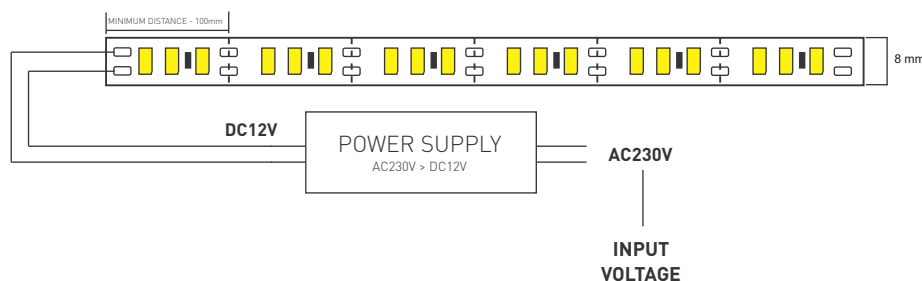 MINIMUM DISTANCE - 100mm
8 mm
DC12V
POWER SUPPLY
AC230V > DC12V
AC230V
INPUT
VOLTAGE